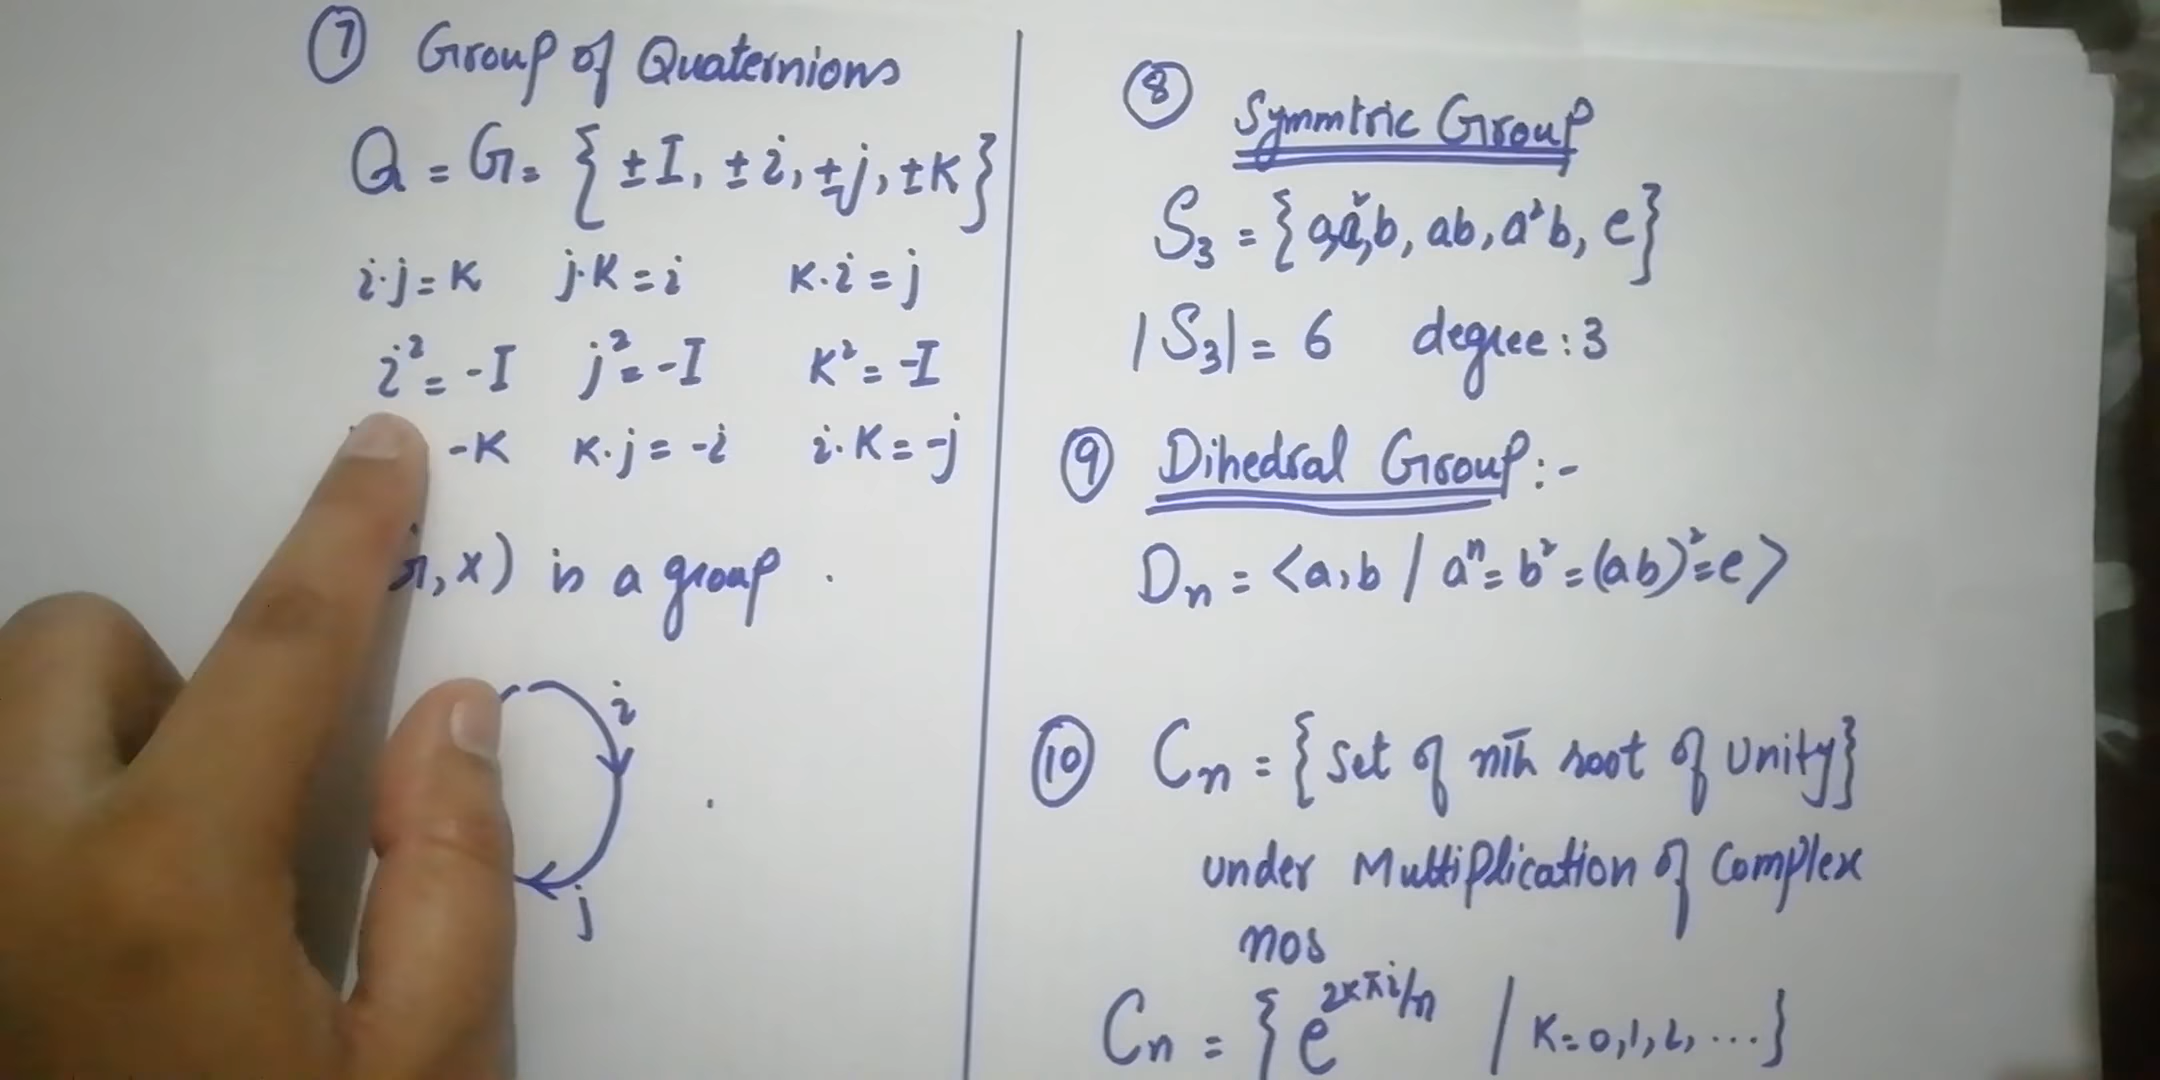 ⑦ Group of Quaternions
Q = G = { ±I, ±i, ±j, ±K }
i·j = K j·K = i K·i = j
i² = -I j² = -I K² = -I
-K K·j = -i i·K = -j
, x) is a group .
i
j
⑧ Symmtric Group
S₃ = { a, a², b, ab, a²b, e }
|S₃| = 6 degree : 3
⑨ Dihedral Group :-
Dn = <a,b / aⁿ = b² = (ab)² = e >
⑩ Cn = { set of nth root of unity }
under Multiplication of Complex
nos
Cn = { e^2Kπi/n / K = 0, 1, 2, ... }